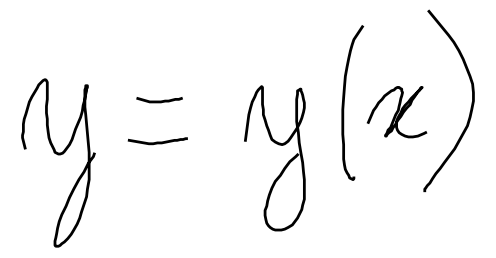 y = y(x)